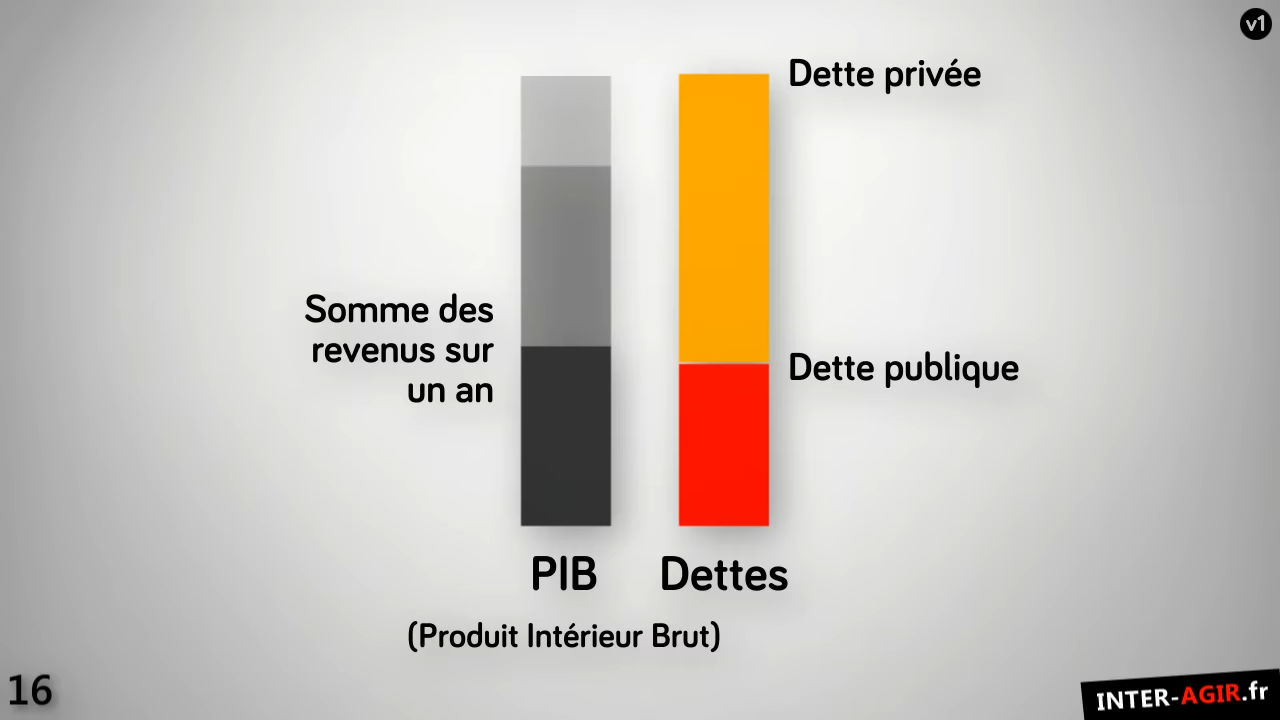 v1
Dette privée
Somme des
revenus sur
un an
Dette publique
PIB
Dettes
(Produit Intérieur Brut)
16
INTER-AGIR.fr